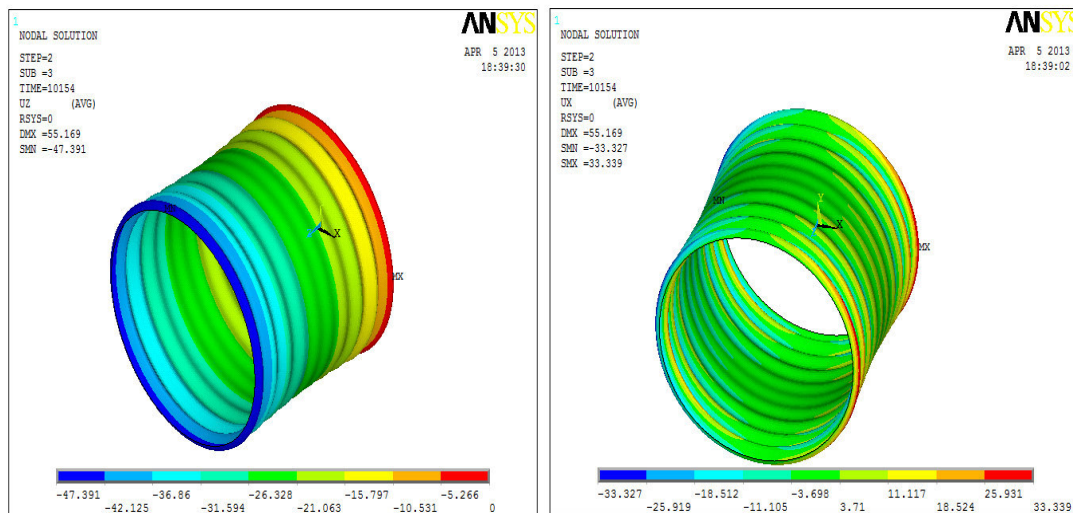 1
ANSYS
NODAL SOLUTION
APR 5 2013
18:39:30
STEP=2
SUB =3
TIME=10154
UZ (AVG)
RSYS=0
DMX =55.169
SMN =-47.391
X
MX
-47.391 -36.86 -26.328 -15.797 -5.266
-42.125 -31.594 -21.063 -10.531 0
1
ANSYS
NODAL SOLUTION
APR 5 2013
18:39:02
STEP=2
SUB =3
TIME=10154
UX (AVG)
RSYS=0
DMX =55.169
SMN =-33.327
SMX =33.339
MN
Y
X
MX
-33.327 -18.512 -3.698 11.117 25.931
-25.919 -11.105 3.71 18.524 33.339